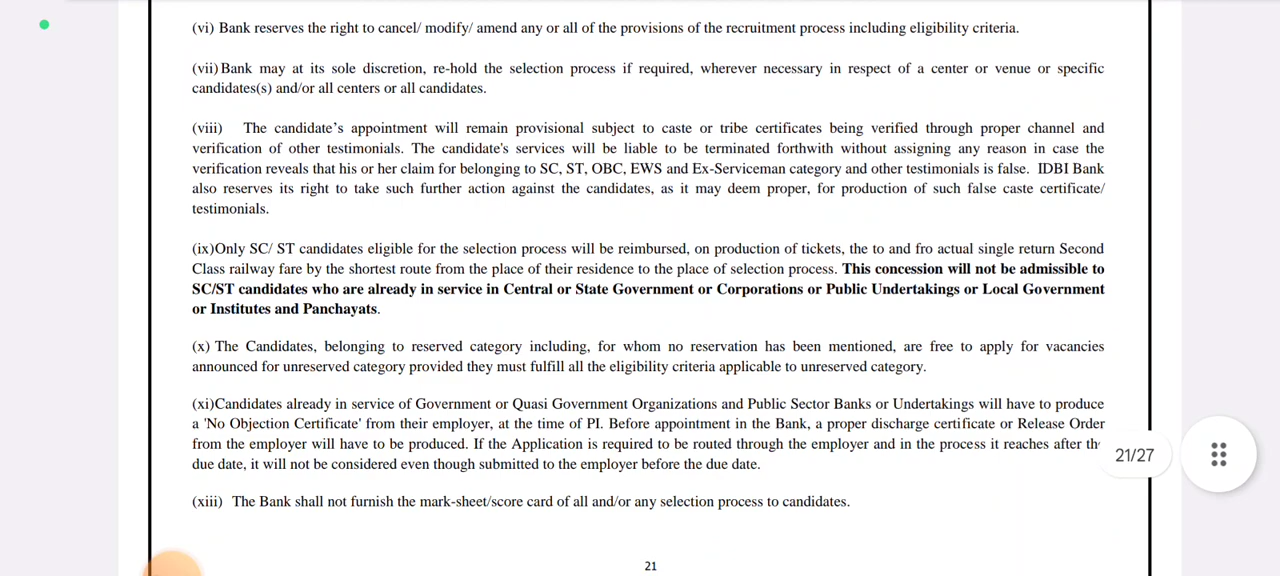 (vi) Bank reserves the right to cancel/ modify/ amend any or all of the provisions of the recruitment process including eligibility criteria.
(vii) Bank may at its sole discretion, re-hold the selection process if required, wherever necessary in respect of a center or venue or specific
candidates(s) and/or all centers or all candidates.
(viii) The candidate’s appointment will remain provisional subject to caste or tribe certificates being verified through proper channel and
verification of other testimonials. The candidate's services will be liable to be terminated forthwith without assigning any reason in case the
verification reveals that his or her claim for belonging to SC, ST, OBC, EWS and Ex-Serviceman category and other testimonials is false. IDBI Bank
also reserves its right to take such further action against the candidates, as it may deem proper, for production of such false caste certificate/
testimonials.
(ix)Only SC/ ST candidates eligible for the selection process will be reimbursed, on production of tickets, the to and fro actual single return Second
Class railway fare by the shortest route from the place of their residence to the place of selection process. This concession will not be admissible to
SC/ST candidates who are already in service in Central or State Government or Corporations or Public Undertakings or Local Government
or Institutes and Panchayats.
(x) The Candidates, belonging to reserved category including, for whom no reservation has been mentioned, are free to apply for vacancies
announced for unreserved category provided they must fulfill all the eligibility criteria applicable to unreserved category.
(xi)Candidates already in service of Government or Quasi Government Organizations and Public Sector Banks or Undertakings will have to produce
a 'No Objection Certificate' from their employer, at the time of PI. Before appointment in the Bank, a proper discharge certificate or Release Order
from the employer will have to be produced. If the Application is required to be routed through the employer and in the process it reaches after
due date, it will not be considered even though submitted to the employer before the due date.
21/27
(xiii) The Bank shall not furnish the mark-sheet/score card of all and/or any selection process to candidates.
21